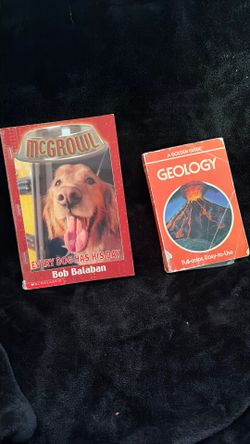 McGROWL
EVERY DOG HAS HIS DAY
Bob Balaban
SCHOLASTIC
A GOLDEN GUIDE
GEOLOGY
Full-color, Easy-to-Use